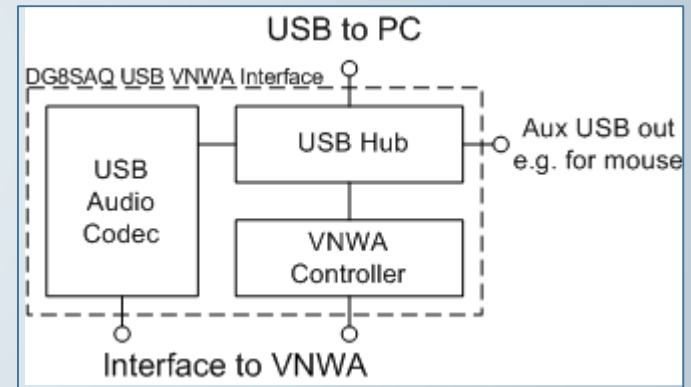 USB to PC
DG8SAQ USB VNWA Interface
USB
Audio
Codec
USB Hub
Aux USB out
e.g. for mouse
VNWA
Controller
Interface to VNWA